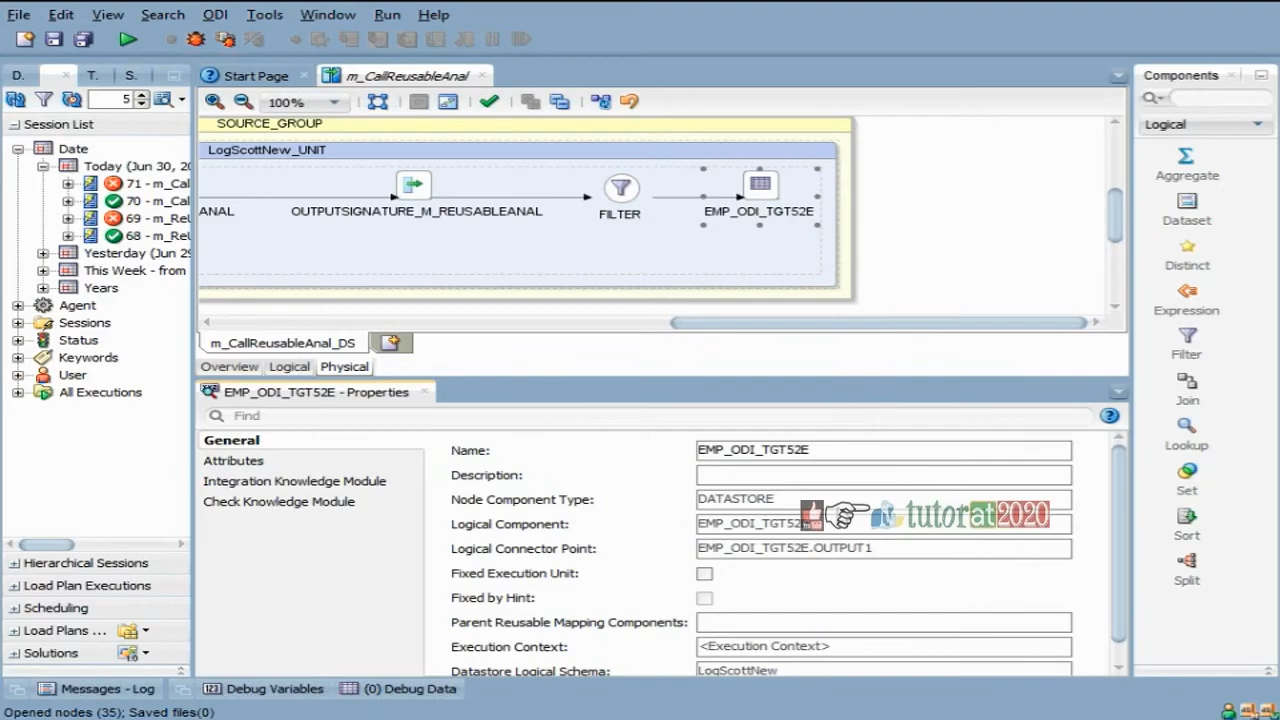 File Edit View Search ODI Tools Window Run Help
D. T. S.
Start Page
m_CallReusableAnal
Components
5
100%
Session List
Date
Today (Jun 30, 20
71 - m_Cal
70 - m_Cal
69 - m_Reu
68 - m_Reu
Yesterday (Jun 29
This Week - from
Years
Agent
Sessions
Status
Keywords
User
All Executions
Hierarchical Sessions
Load Plan Executions
Scheduling
Load Plans ...
Solutions
SOURCE_GROUP
LogScottNew_UNIT
ANAL
OUTPUTSIGNATURE_M_REUSABLEANAL
FILTER
EMP_ODI_TGT52E
m_CallReusableAnal_DS
Overview Logical Physical
EMP_ODI_TGT52E - Properties
Find
General
Attributes
Integration Knowledge Module
Check Knowledge Module
Name: EMP_ODI_TGT52E
Description:
Node Component Type: DATASTORE
Logical Component: EMP_ODI_TGT52
Logical Connector Point: EMP_ODI_TGT52E.OUTPUT1
Fixed Execution Unit:
Fixed by Hint:
Parent Reusable Mapping Components:
Execution Context: <Execution Context>
Datastore Logical Schema: LogScottNew
tutorat2020
Logical
Aggregate
Dataset
Distinct
Expression
Filter
Join
Lookup
Set
Sort
Split
Messages - Log
Debug Variables
(0) Debug Data
Opened nodes (35); Saved files(0)